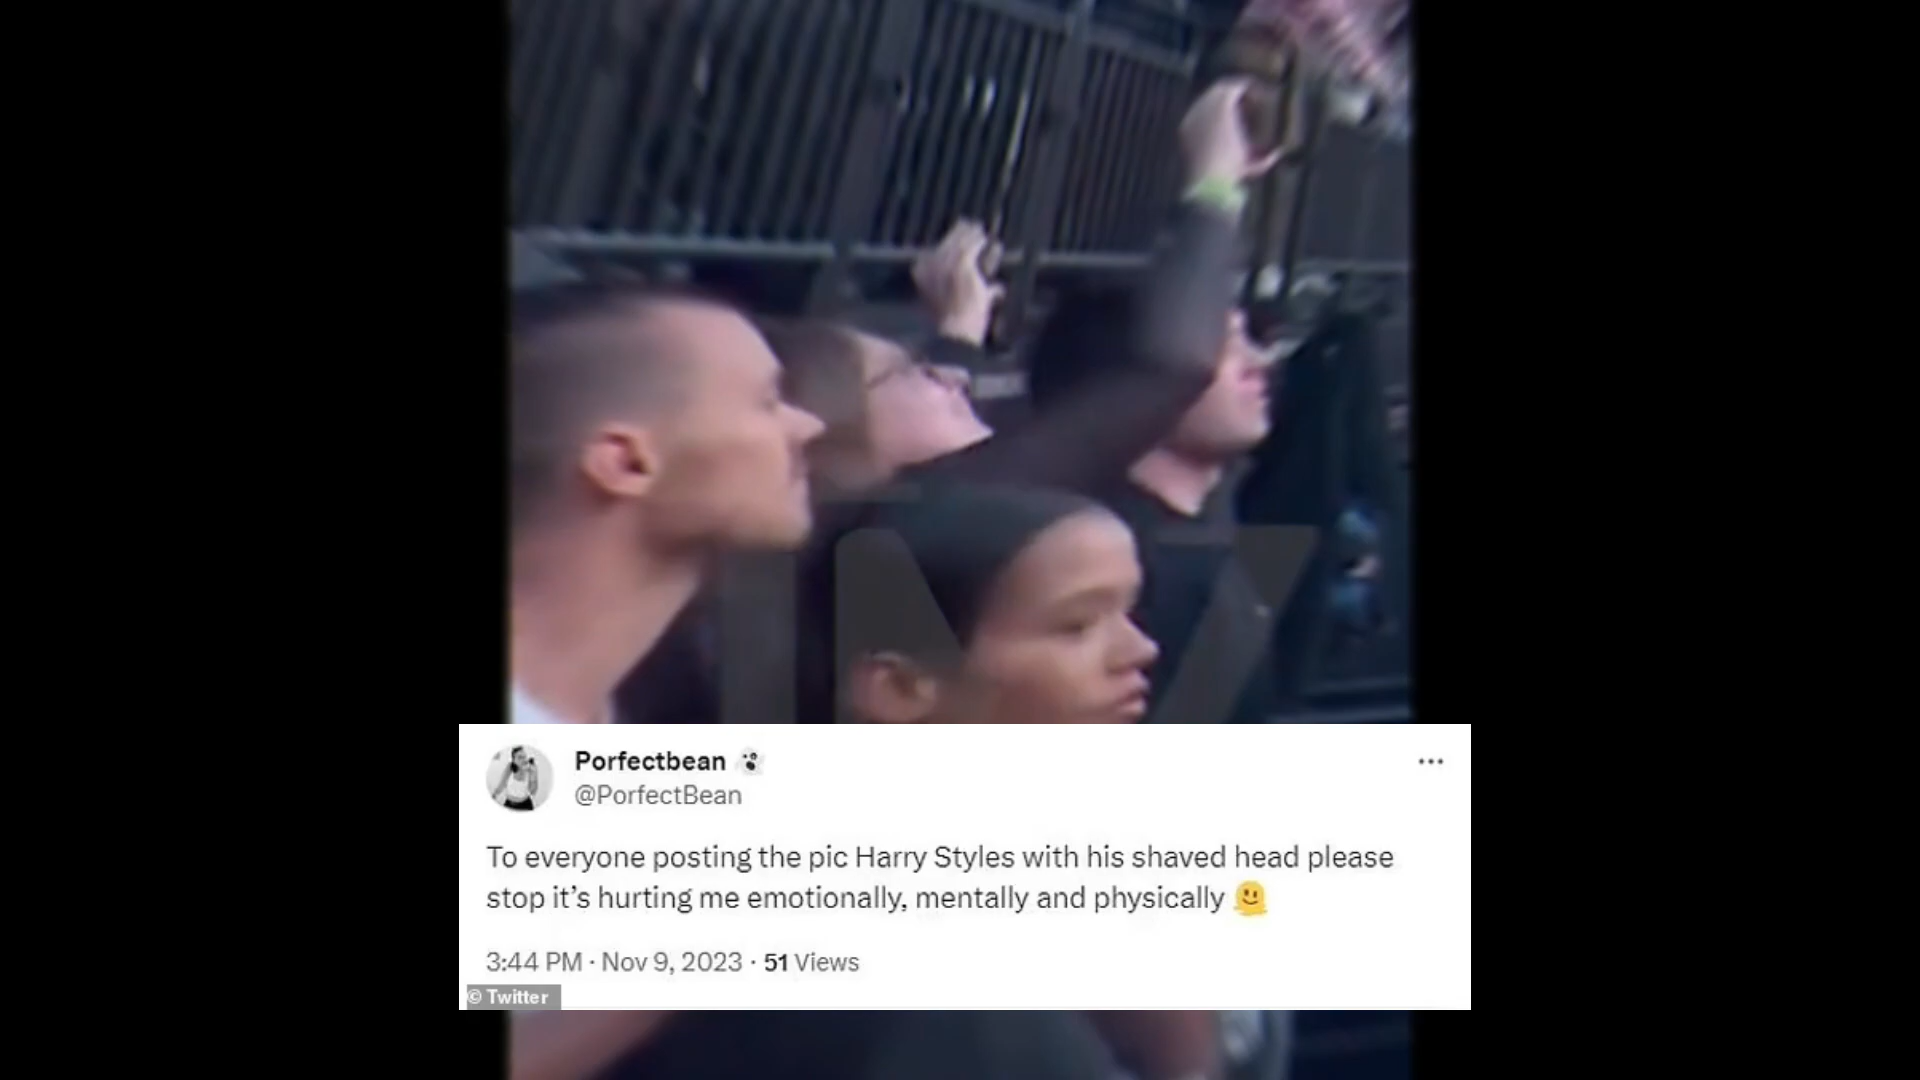 Porfectbean 👻
@PorfectBean
To everyone posting the pic Harry Styles with his shaved head please
stop it’s hurting me emotionally, mentally and physically 🫠
3:44 PM · Nov 9, 2023 · 51 Views
© Twitter